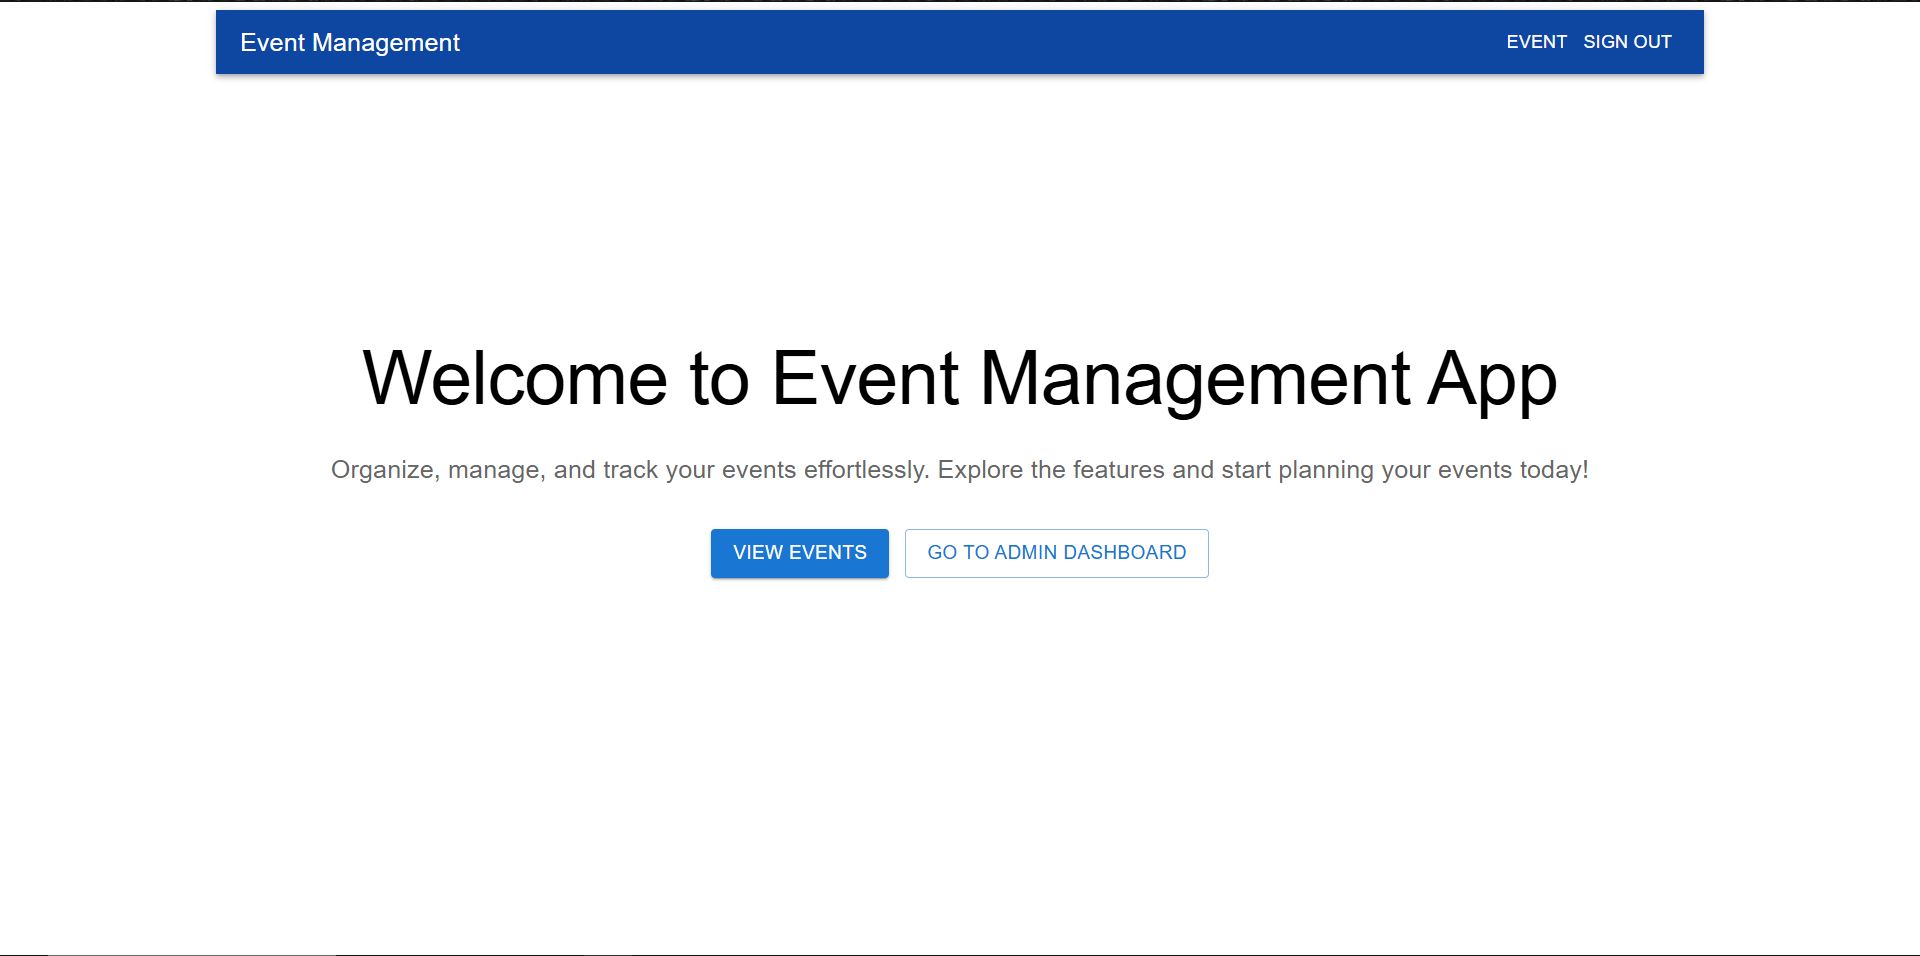 Event Management
EVENT SIGN OUT
Welcome to Event Management App
Organize, manage, and track your events effortlessly. Explore the features and start planning your events today!
VIEW EVENTS
GO TO ADMIN DASHBOARD